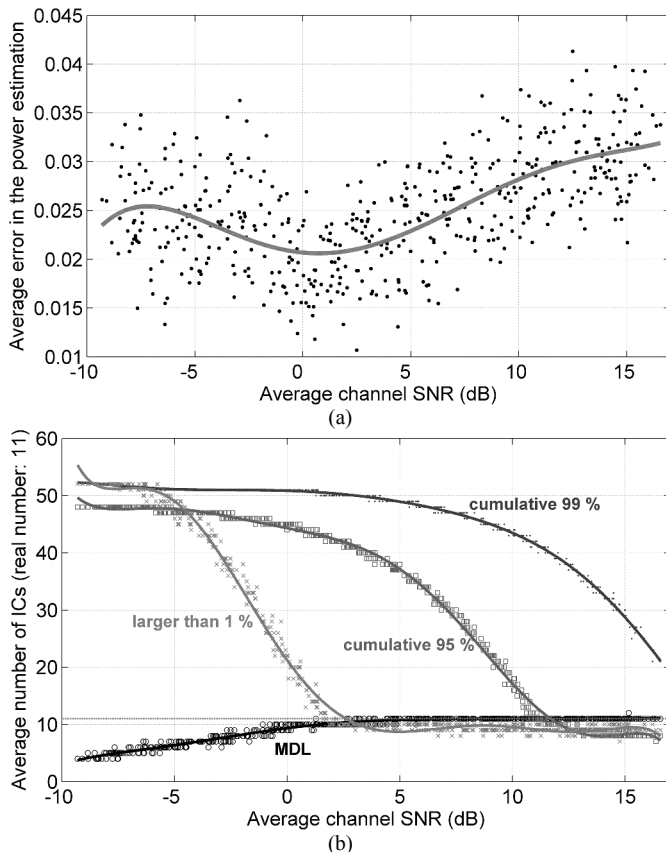 0.045
0.04
0.035
0.03
0.025
0.02
0.015
0.01
Average error in the power estimation
-10 -5 0 5 10 15
Average channel SNR (dB)
(a)
60
50
40
30
20
10
0
Average number of ICs (real number: 11)
cumulative 99 %
larger than 1 %
cumulative 95 %
MDL
-10 -5 0 5 10 15
Average channel SNR (dB)
(b)